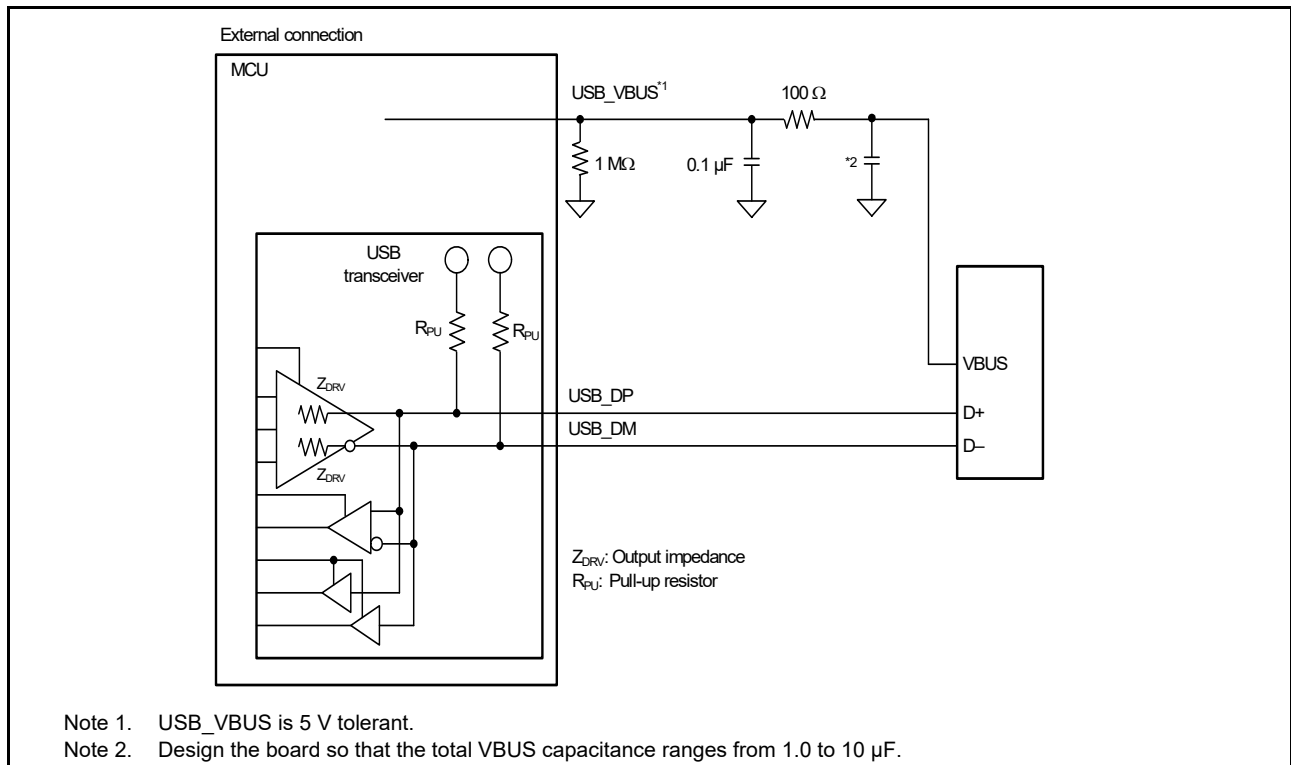 External connection
MCU
USB_VBUS*1
100 Ω
1 MΩ
0.1 µF
*2
USB
transceiver
RPU
RPU
VBUS
ZDRV
USB_DP
D+
USB_DM
D–
ZDRV
ZDRV: Output impedance
RPU: Pull-up resistor
Note 1. USB_VBUS is 5 V tolerant.
Note 2. Design the board so that the total VBUS capacitance ranges from 1.0 to 10 µF.